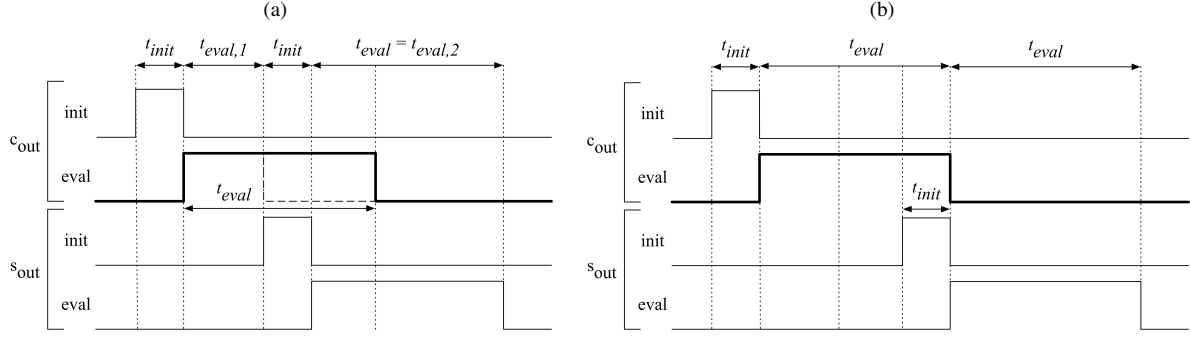 (a)
(b)
t_init t_eval,1 t_init t_eval = t_eval,2
t_init t_eval t_eval
c_out
init
eval
t_eval
s_out
init
eval
c_out
init
eval
t_init
s_out
init
eval